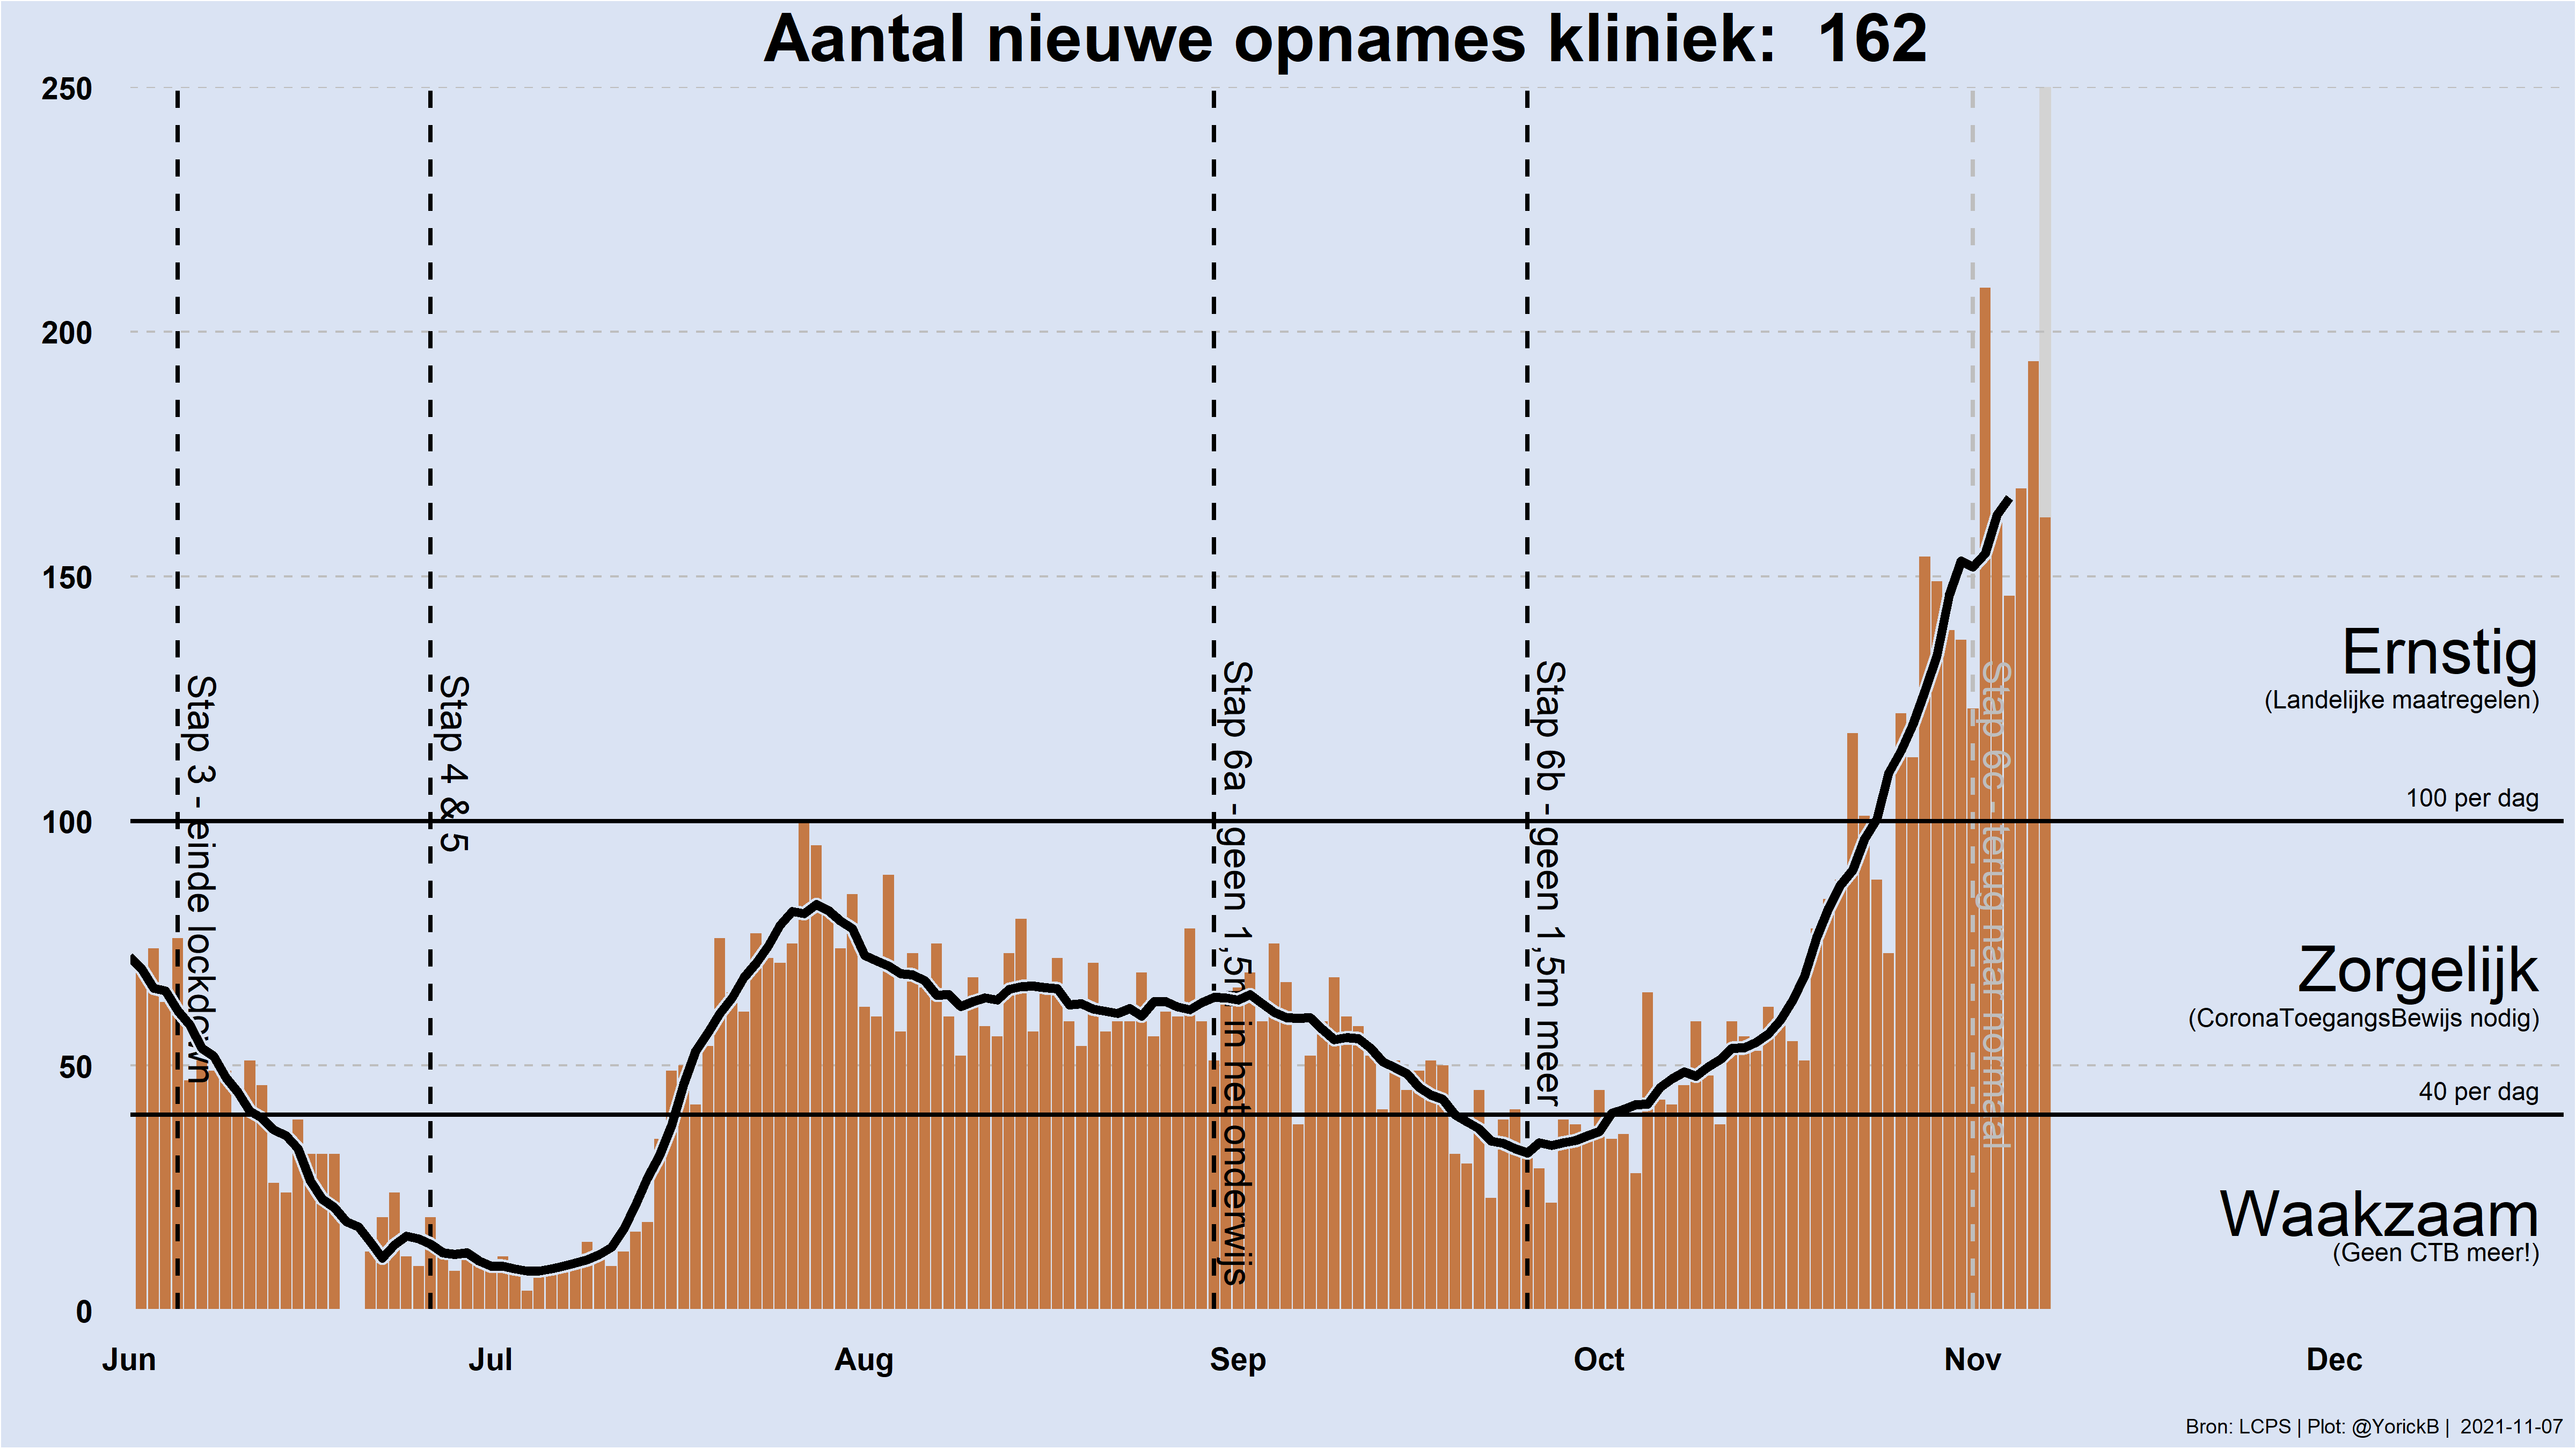 Aantal nieuwe opnames kliniek: 162
250
200
150
100
50
0
Stap 3 - einde lockdown
Stap 4 & 5
Stap 6a - geen 1,5m in het onderwijs
Stap 6b - geen 1,5m meer
Stap 6c - terug naar normaal
Ernstig
(Landelijke maatregelen)
100 per dag
Zorgelijk
(CoronaToegangsBewijs nodig)
40 per dag
Waakzaam
(Geen CTB meer!)
Jun Jul Aug Sep Oct Nov Dec
Bron: LCPS | Plot: @YorickB | 2021-11-07